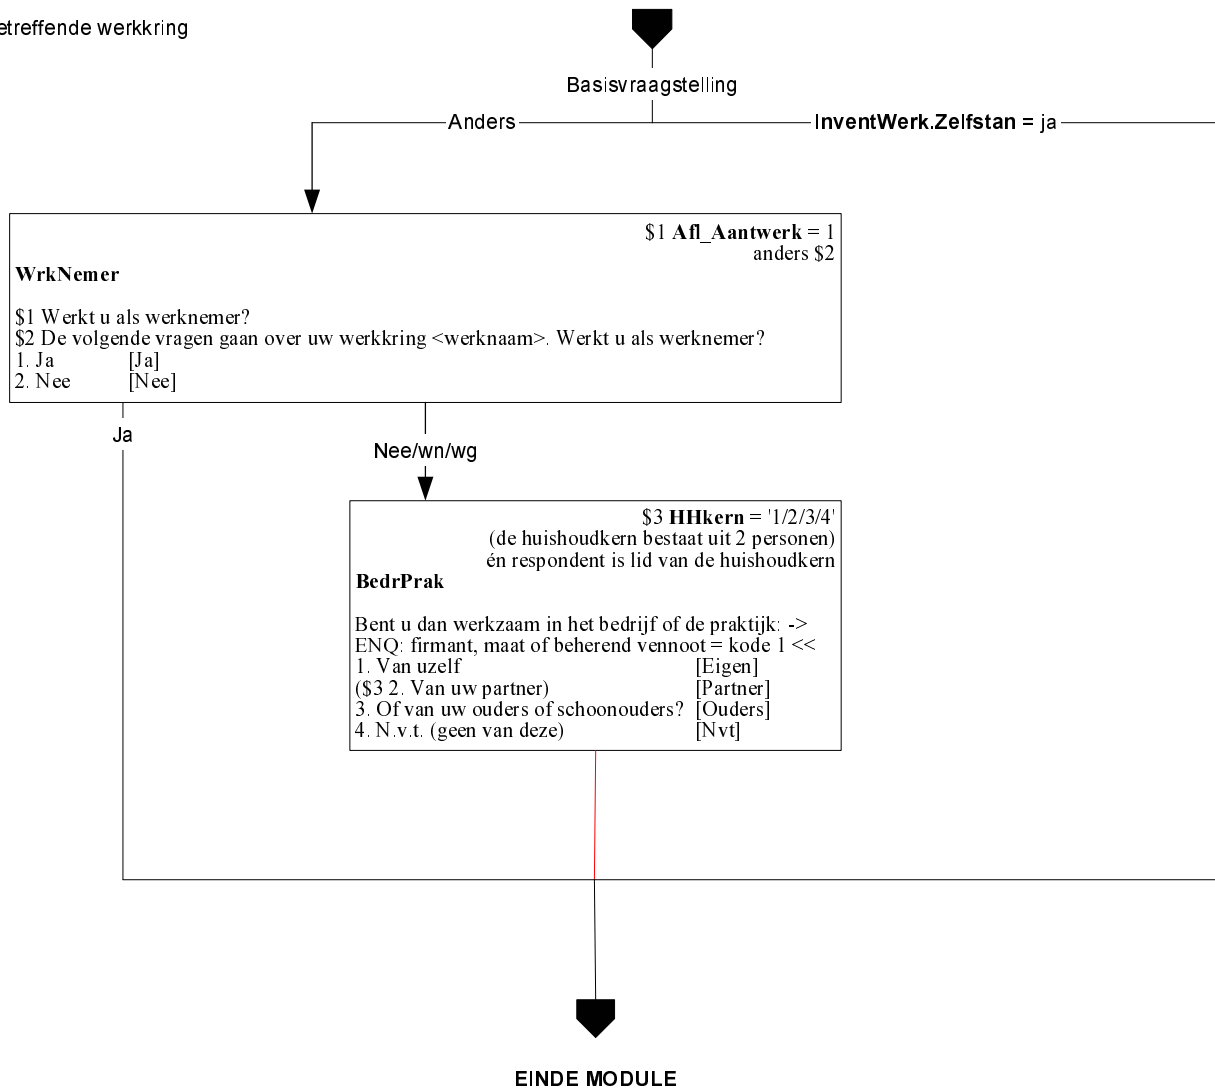 etreffende werkkring
Basisvraagstelling
Anders
InventWerk.Zelfstan = ja
$1 Afl_Aantwerk = 1
anders $2
WrkNemer
$1 Werkt u als werknemer?
$2 De volgende vragen gaan over uw werkkring <werknaam>. Werkt u als werknemer?
1. Ja [Ja]
2. Nee [Nee]
Ja
Nee/wn/wg
$3 HHkern = '1/2/3/4'
(de huishoudkern bestaat uit 2 personen)
én respondent is lid van de huishoudkern
BedrPrak
Bent u dan werkzaam in het bedrijf of de praktijk: ->
ENQ: firmant, maat of beherend vennoot = kode 1 <<
1. Van uzelf [Eigen]
($3 2. Van uw partner) [Partner]
3. Of van uw ouders of schoonouders? [Ouders]
4. N.v.t. (geen van deze) [Nvt]
EINDE MODULE